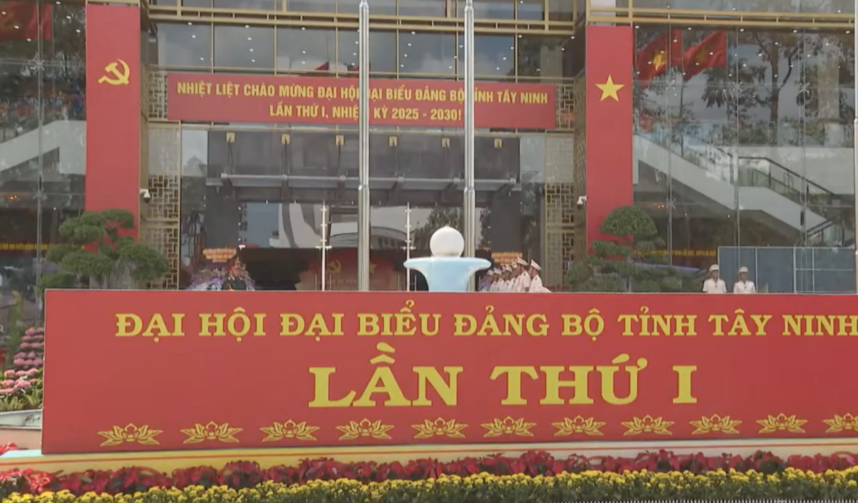 NHIỆT LIỆT CHÀO MỪNG ĐẠI HỘI ĐẠI BIỂU ĐẢNG BỘ TỈNH TÂY NINH
LẦN THỨ I, NHIỆM KỲ 2025 - 2030!
ĐẠI HỘI ĐẠI BIỂU ĐẢNG BỘ TỈNH TÂY NINH
LẦN THỨ I